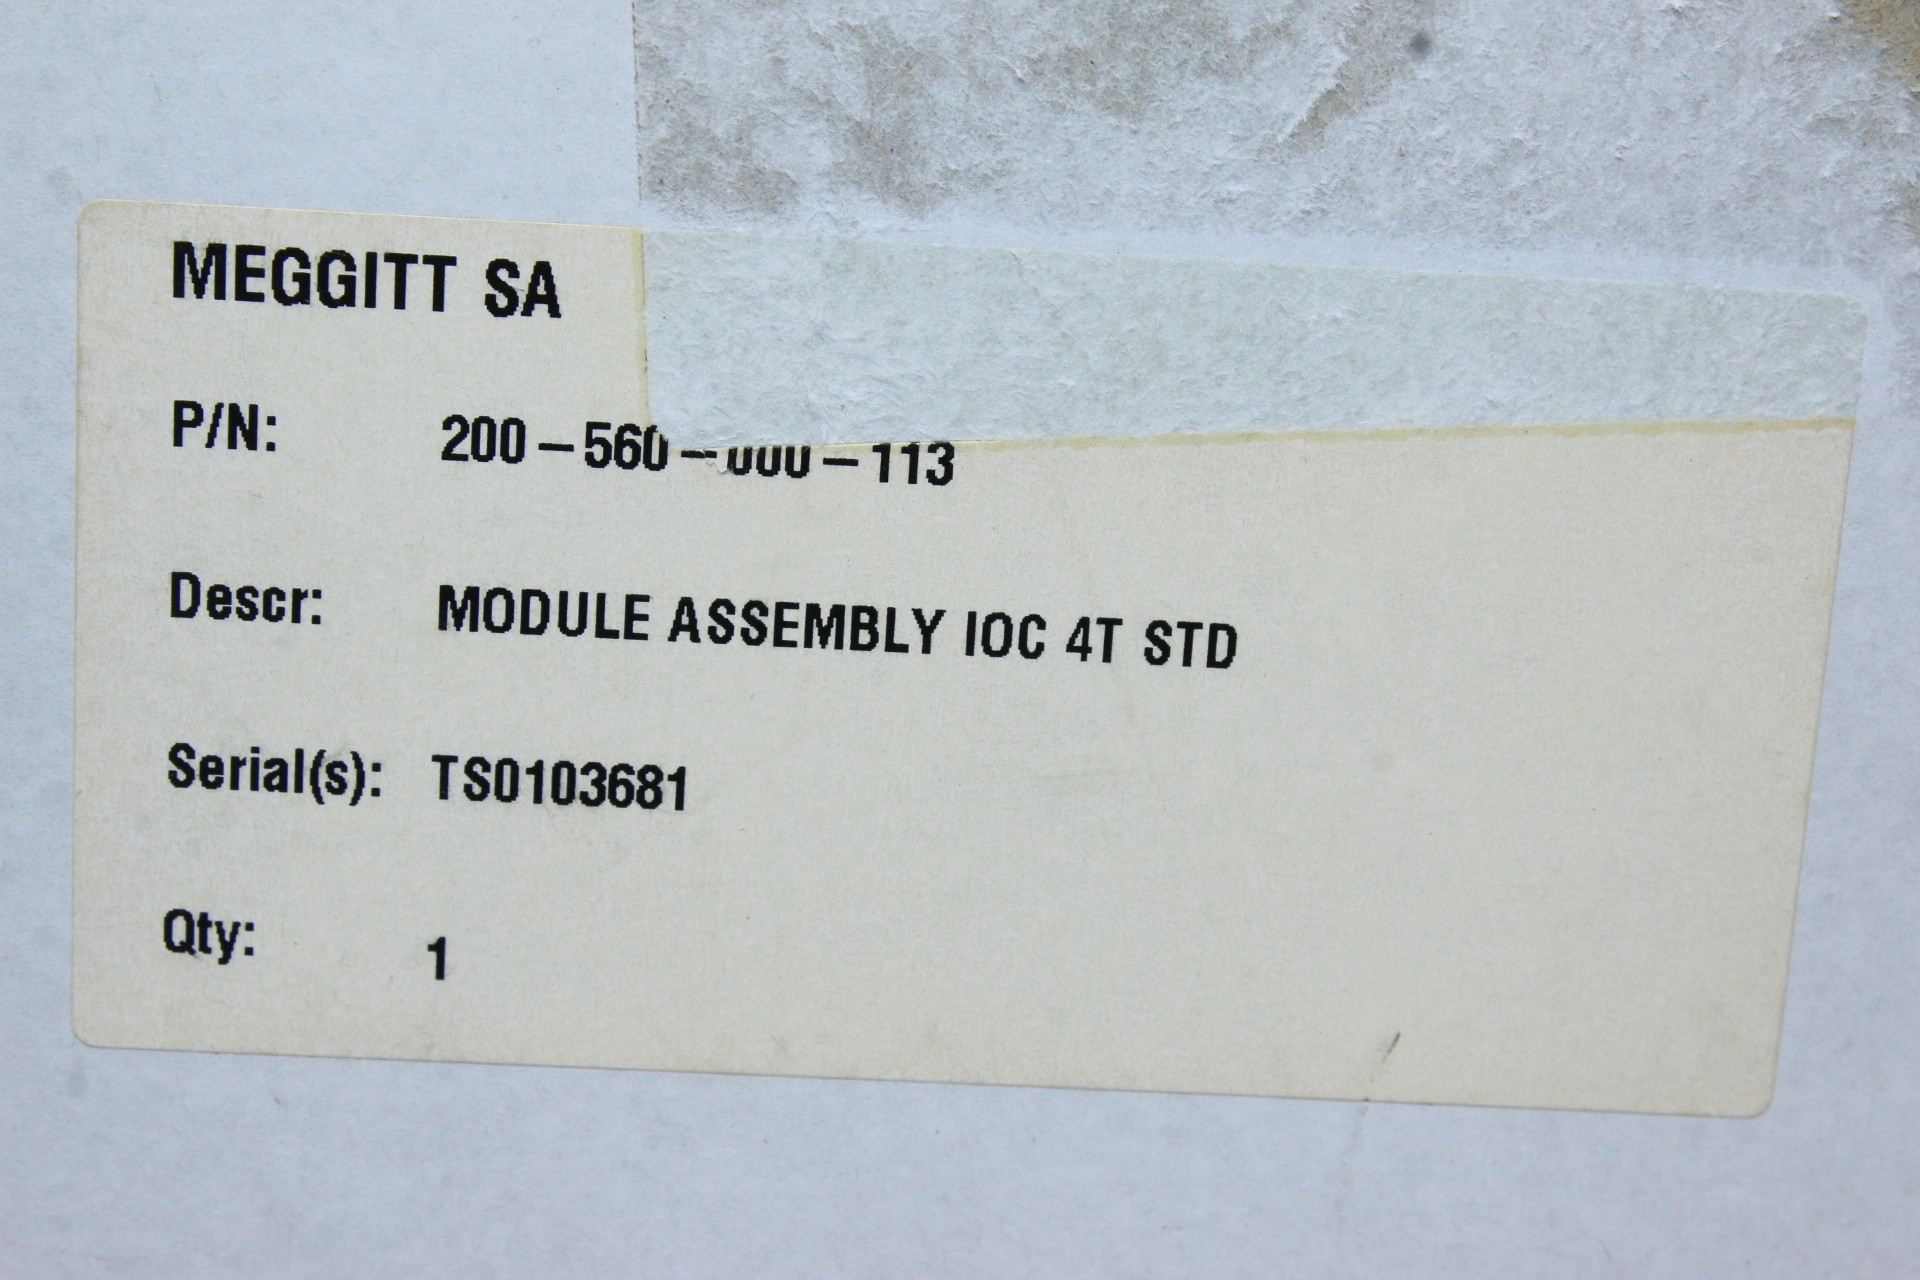 MEGGITT SA
P/N: 200-560-000-113
Descr: MODULE ASSEMBLY IOC 4T STD
Serial(s): TS0103681
Qty: 1